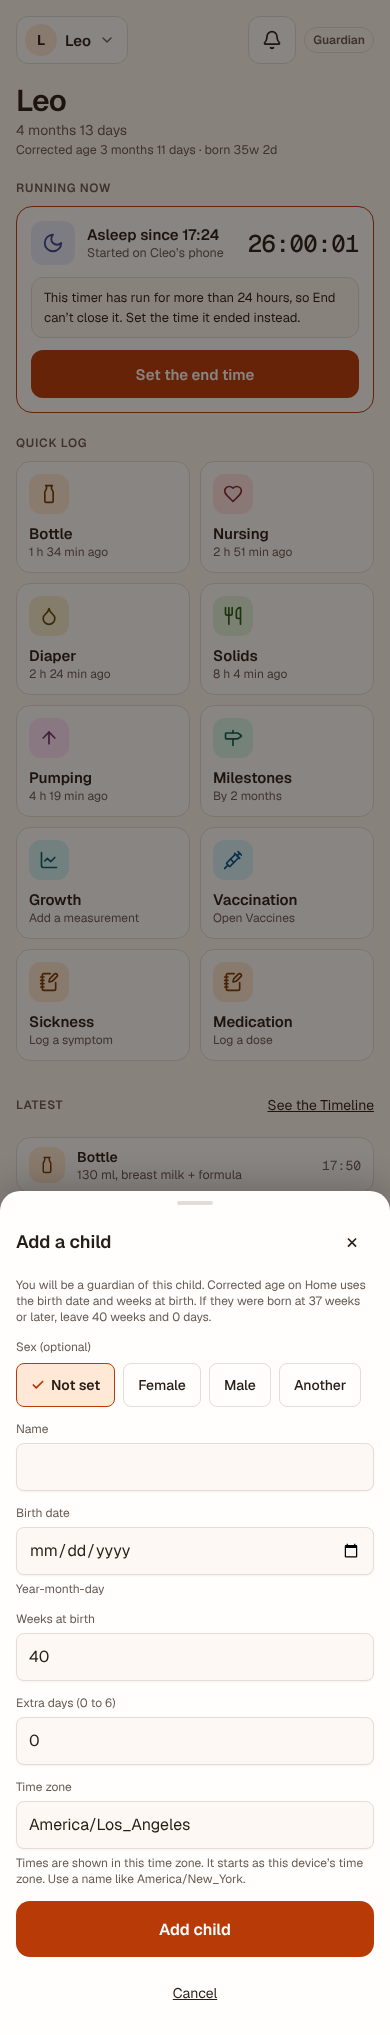 L Leo
Guardian
Leo
4 months 13 days
Corrected age 3 months 11 days · born 35w 2d
RUNNING NOW
Asleep since 17:24
Started on Cleo's phone
26:00:01
This timer has run for more than 24 hours, so End
can't close it. Set the time it ended instead.
Set the end time
QUICK LOG
Bottle
1 h 34 min ago
Nursing
2 h 51 min ago
Diaper
2 h 24 min ago
Solids
8 h 4 min ago
Pumping
4 h 19 min ago
Milestones
By 2 months
Growth
Add a measurement
Vaccination
Open Vaccines
Sickness
Log a symptom
Medication
Log a dose
LATEST
See the Timeline
Bottle
130 ml, breast milk + formula
17:50
Add a child
You will be a guardian of this child. Corrected age on Home uses
the birth date and weeks at birth. If they were born at 37 weeks
or later, leave 40 weeks and 0 days.
Sex (optional)
Not set
Female
Male
Another
Name
Birth date
mm/dd/yyyy
Year-month-day
Weeks at birth
40
Extra days (0 to 6)
0
Time zone
America/Los_Angeles
Times are shown in this time zone. It starts as this device's time
zone. Use a name like America/New_York.
Add child
Cancel